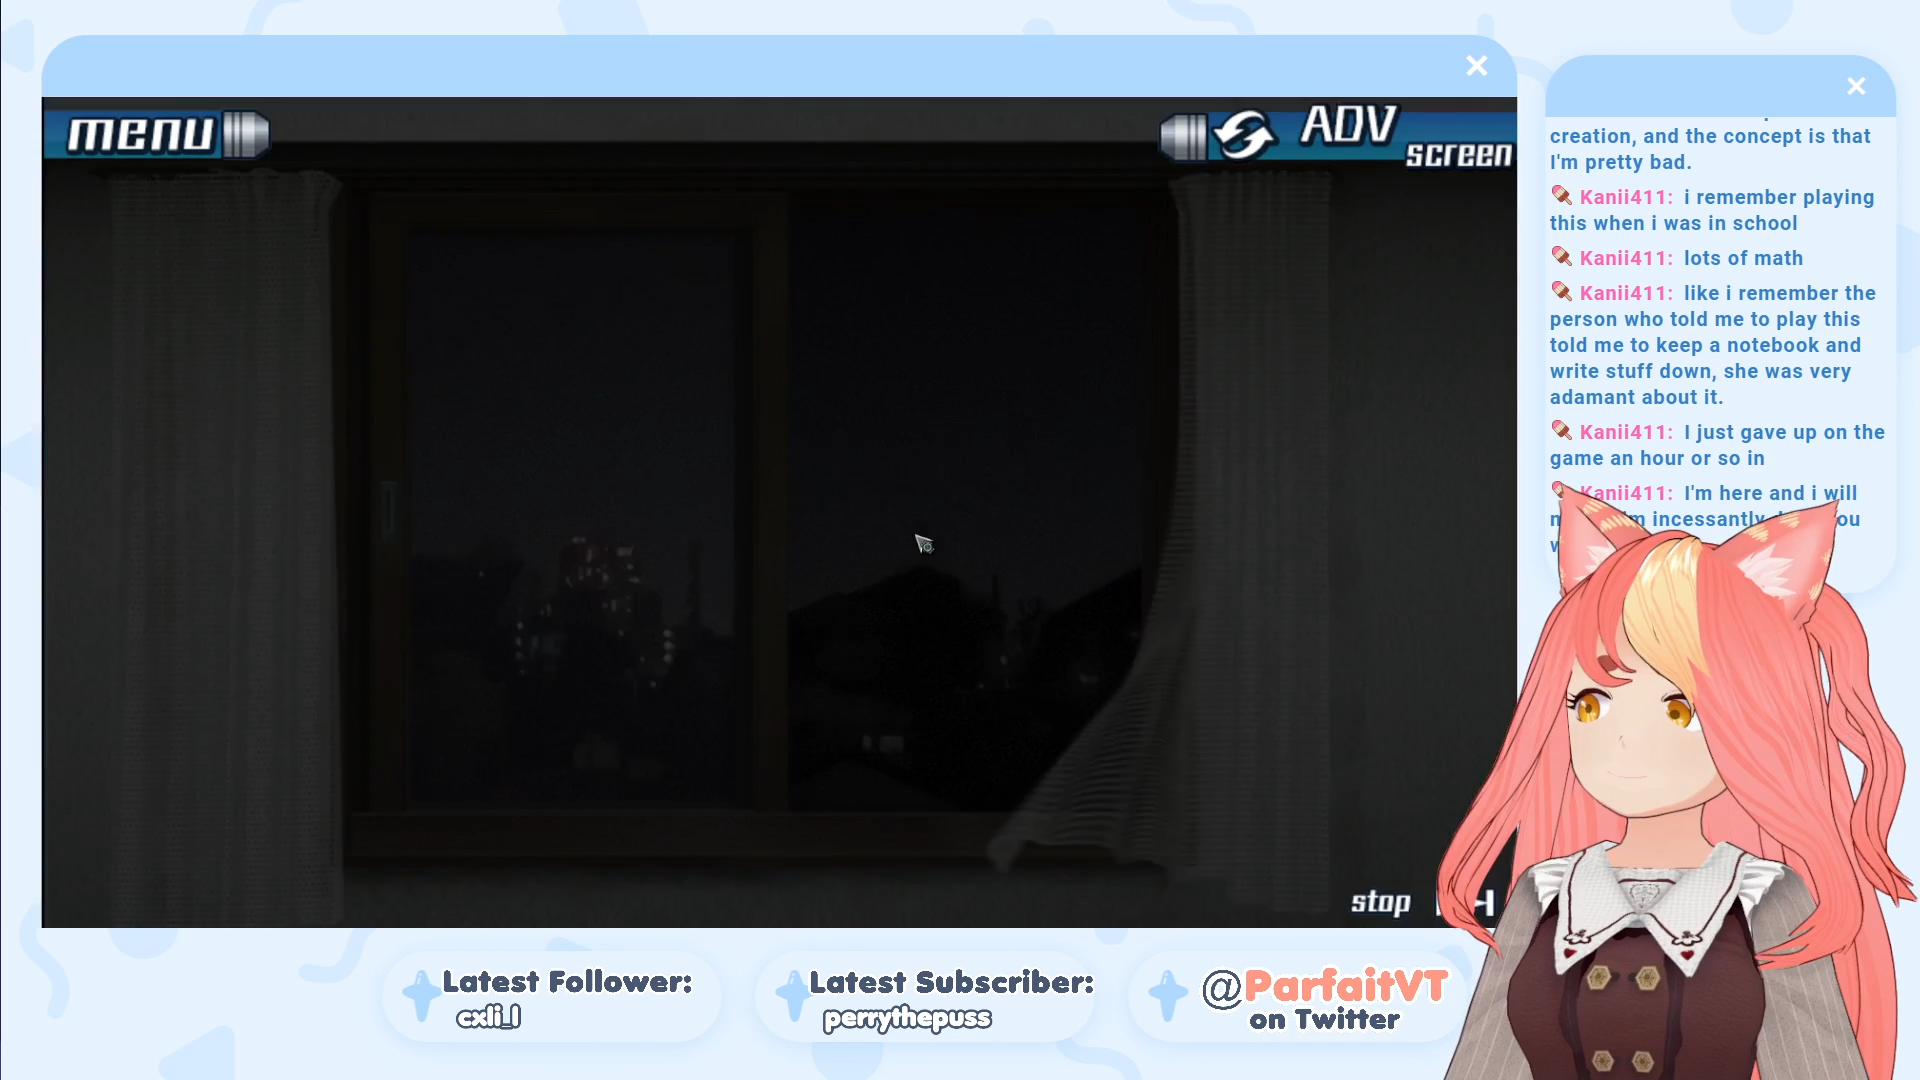 menu
ADV
screen
creation, and the concept is that
I'm pretty bad.
Kanii411: i remember playing
this when i was in school
Kanii411: lots of math
Kanii411: like i remember the
person who told me to play this
told me to keep a notebook and
write stuff down, she was very
adamant about it.
Kanii411: I just gave up on the
game an hour or so in
Kanii411: I'm here and i will
incessantly
stop
Latest Follower:
cxli_l
Latest Subscriber:
perrythepuss
@ParfaitVT
on Twitter